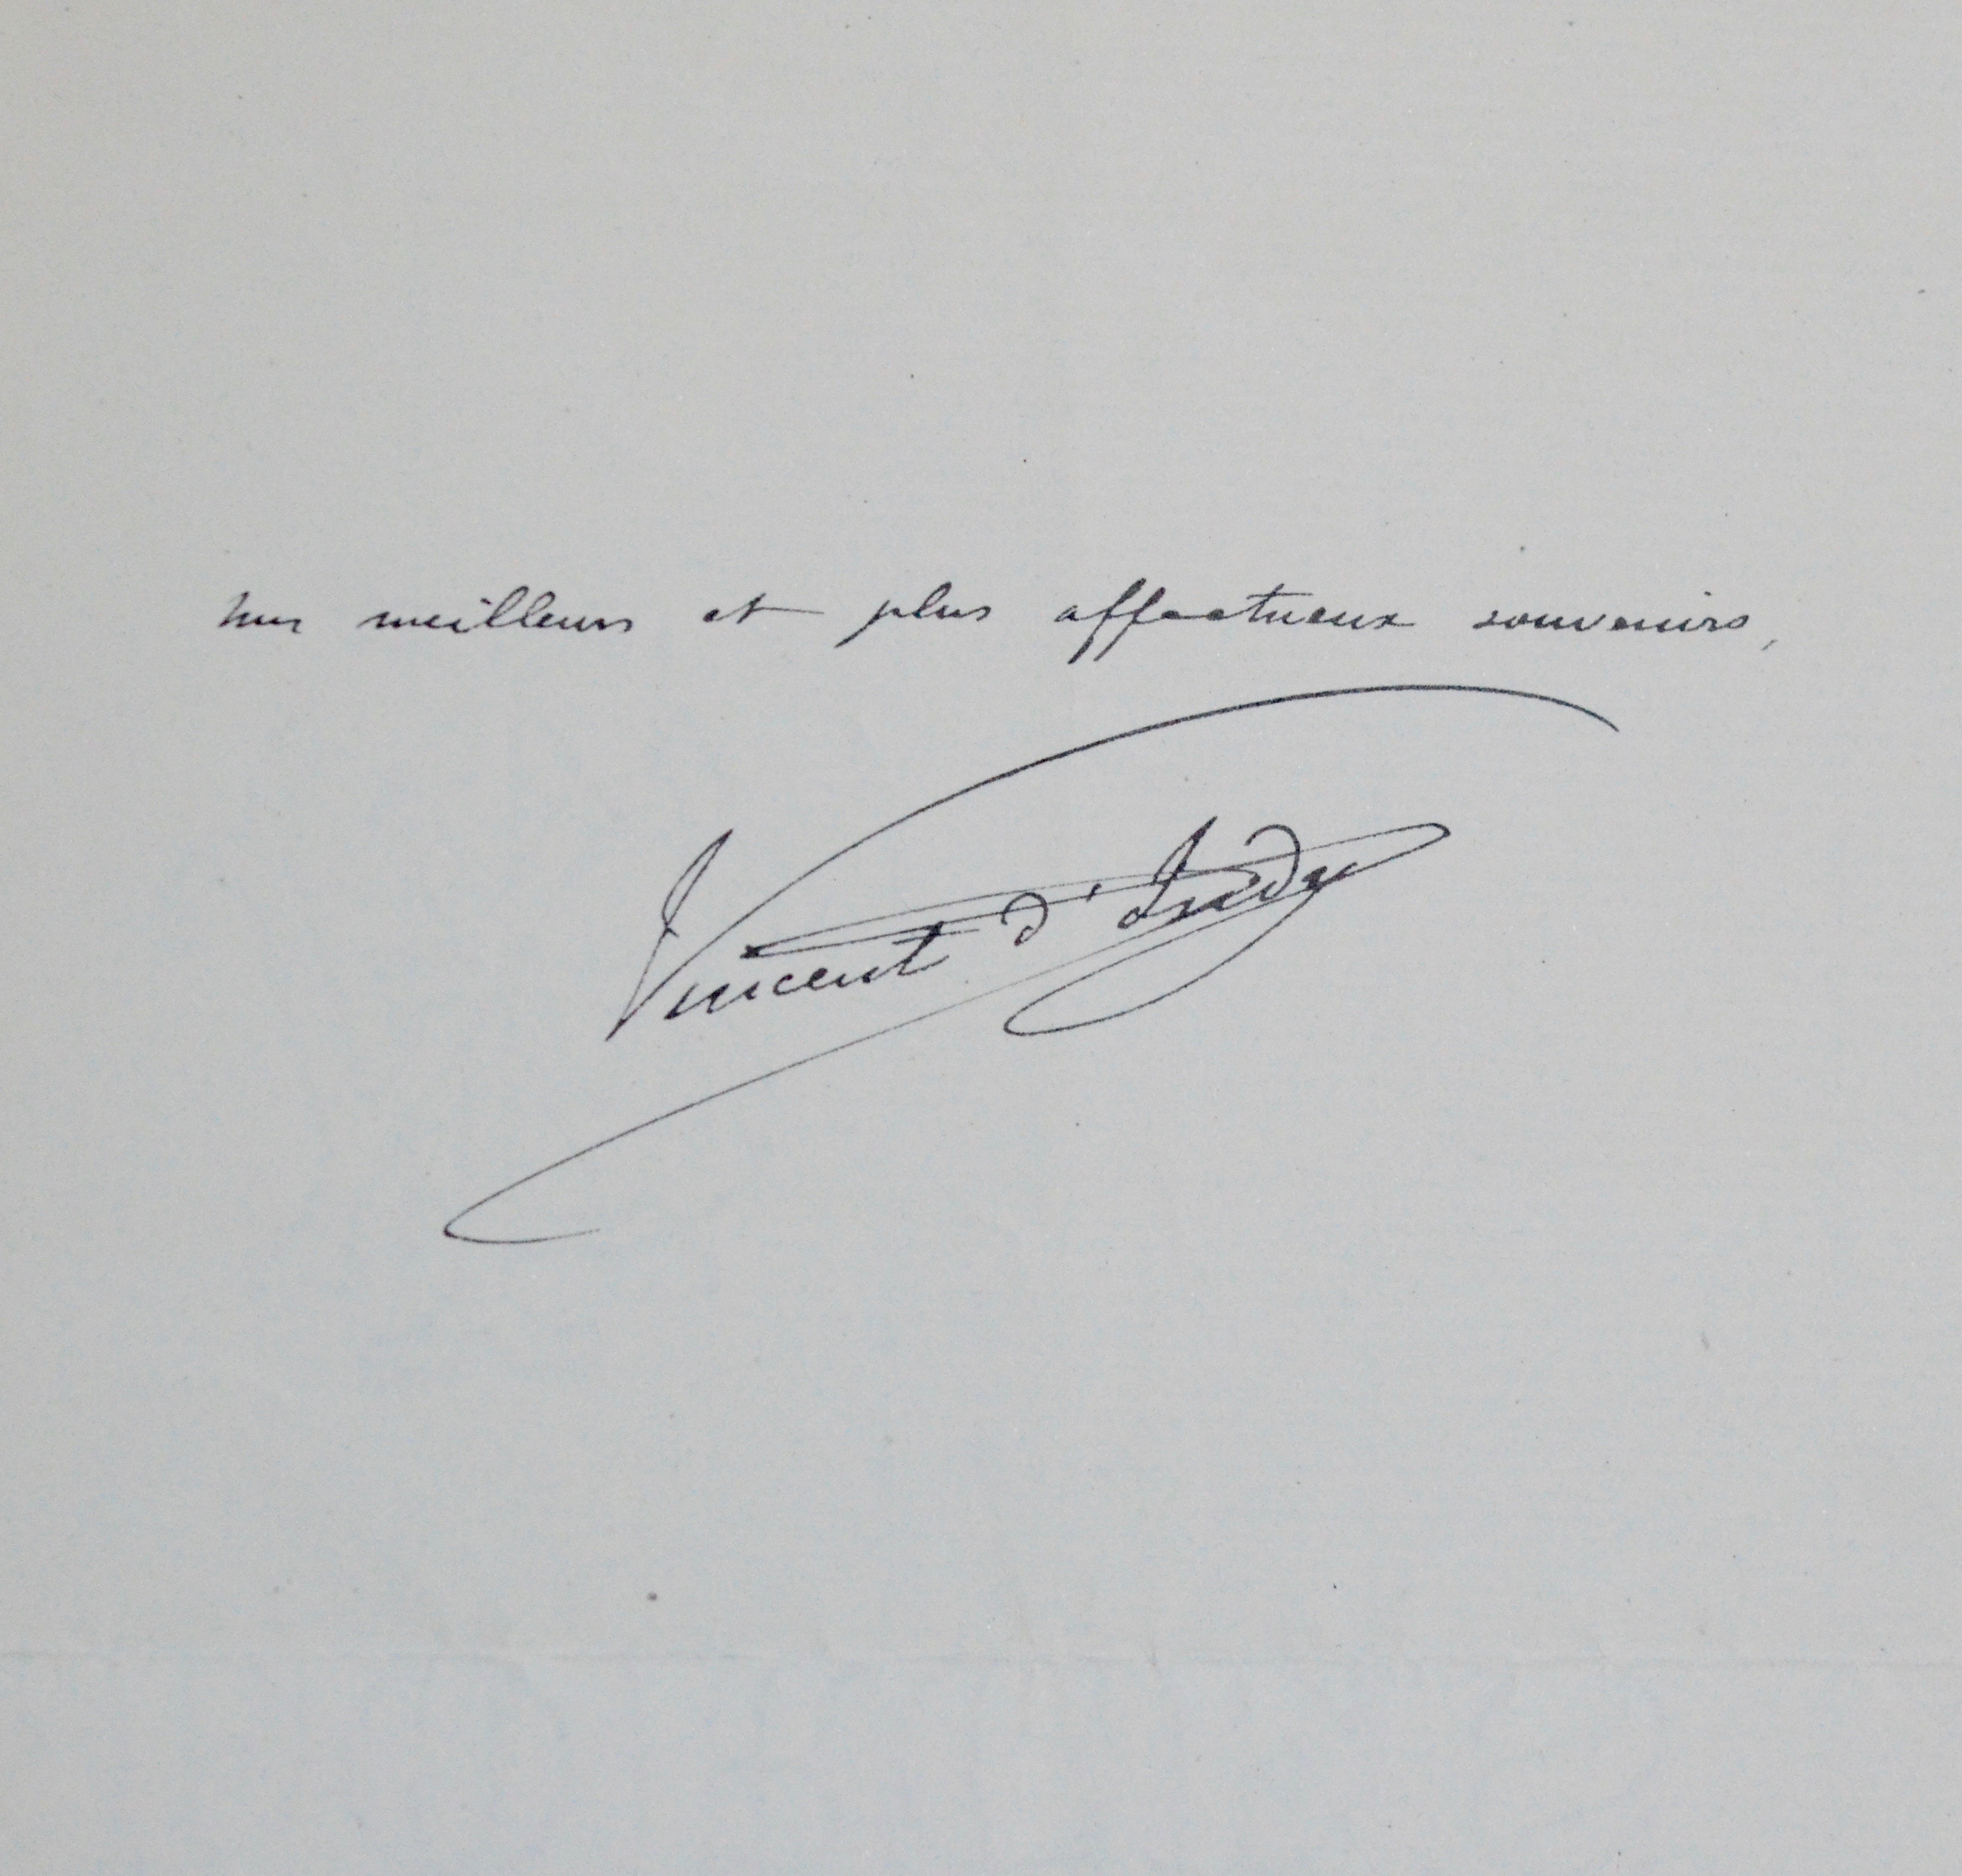 mes meilleurs et plus affectueux souvenirs,
Vincent d'Indy